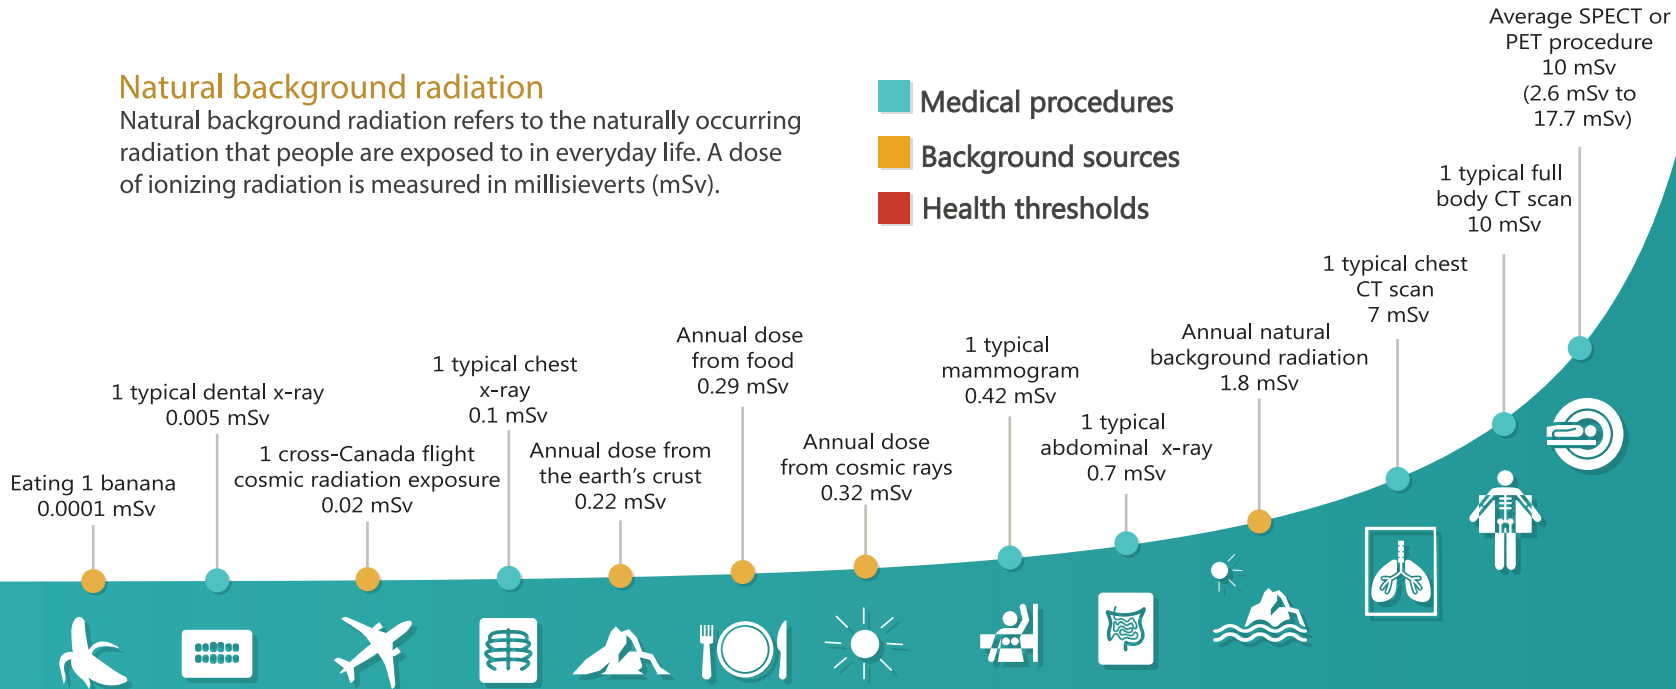 Natural background radiation
Natural background radiation refers to the naturally occurring
radiation that people are exposed to in everyday life. A dose
of ionizing radiation is measured in millisieverts (mSv).
Medical procedures
Background sources
Health thresholds
Eating 1 banana
0.0001 mSv
1 typical dental x-ray
0.005 mSv
1 cross-Canada flight
cosmic radiation exposure
0.02 mSv
1 typical chest
x-ray
0.1 mSv
Annual dose from
the earth's crust
0.22 mSv
Annual dose
from food
0.29 mSv
Annual dose
from cosmic rays
0.32 mSv
1 typical
mammogram
0.42 mSv
1 typical
abdominal x-ray
0.7 mSv
Annual natural
background radiation
1.8 mSv
1 typical chest
CT scan
7 mSv
1 typical full
body CT scan
10 mSv
Average SPECT or
PET procedure
10 mSv
(2.6 mSv to
17.7 mSv)